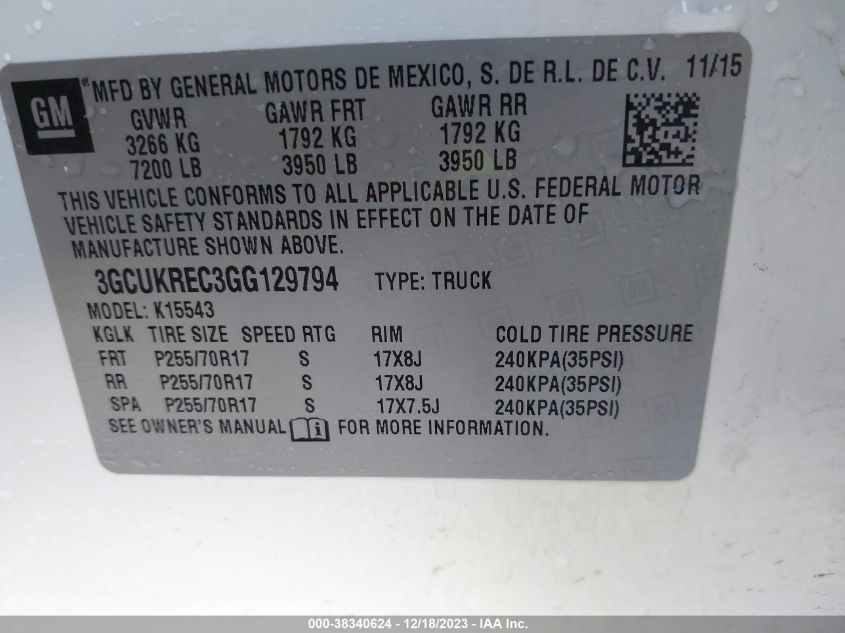 GM ® MFD BY GENERAL MOTORS DE MEXICO, S. DE R.L. DE C.V. 11/15
GVWR GAWR FRT GAWR RR
3266 KG 1792 KG 1792 KG
7200 LB 3950 LB 3950 LB
THIS VEHICLE CONFORMS TO ALL APPLICABLE U.S. FEDERAL MOTOR
VEHICLE SAFETY STANDARDS IN EFFECT ON THE DATE OF
MANUFACTURE SHOWN ABOVE.
3GCUKREC3GG129794 TYPE: TRUCK
MODEL: K15543
KGLK TIRE SIZE SPEED RTG RIM COLD TIRE PRESSURE
FRT P255/70R17 S 17X8J 240KPA(35PSI)
RR P255/70R17 S 17X8J 240KPA(35PSI)
SPA P255/70R17 S 17X7.5J 240KPA(35PSI)
SEE OWNER'S MANUAL i FOR MORE INFORMATION.
000-38340624 - 12/18/2023 - IAA Inc.